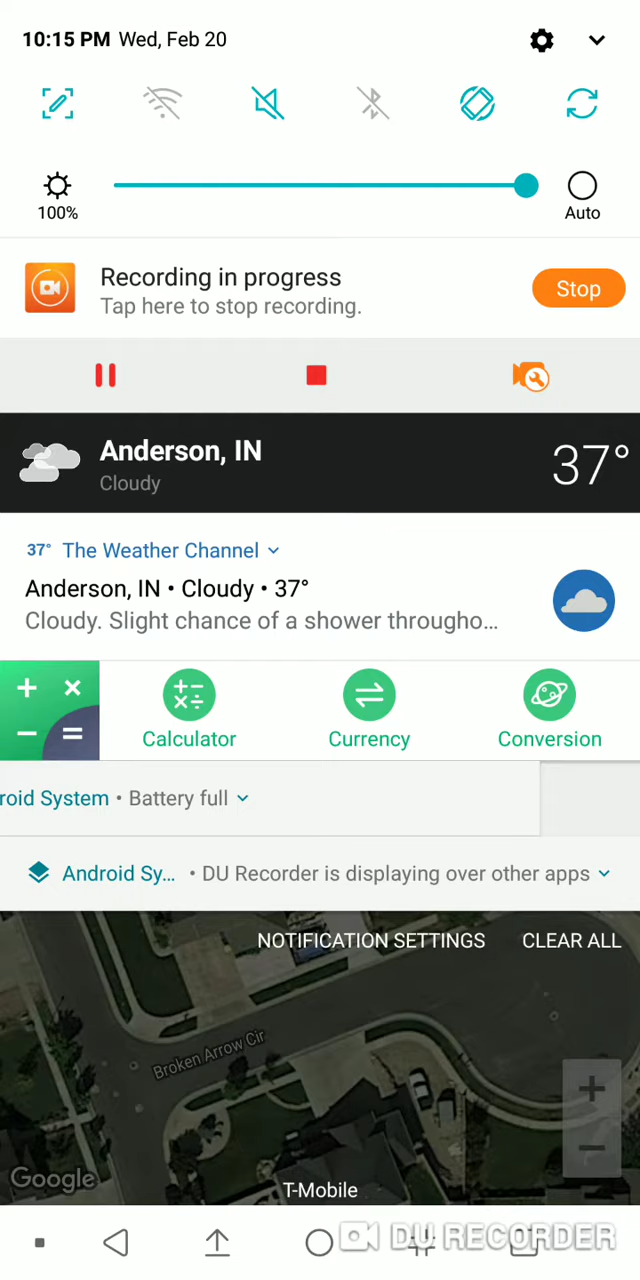 10:15 PM Wed, Feb 20
100%
Auto
Recording in progress
Tap here to stop recording.
Stop
Anderson, IN
Cloudy
37°
37° The Weather Channel
Anderson, IN • Cloudy • 37°
Cloudy. Slight chance of a shower througho...
Calculator
Currency
Conversion
roid System • Battery full
Android Sy... • DU Recorder is displaying over other apps
NOTIFICATION SETTINGS
CLEAR ALL
Broken Arrow Cir
Google
T-Mobile
DU RECORDER